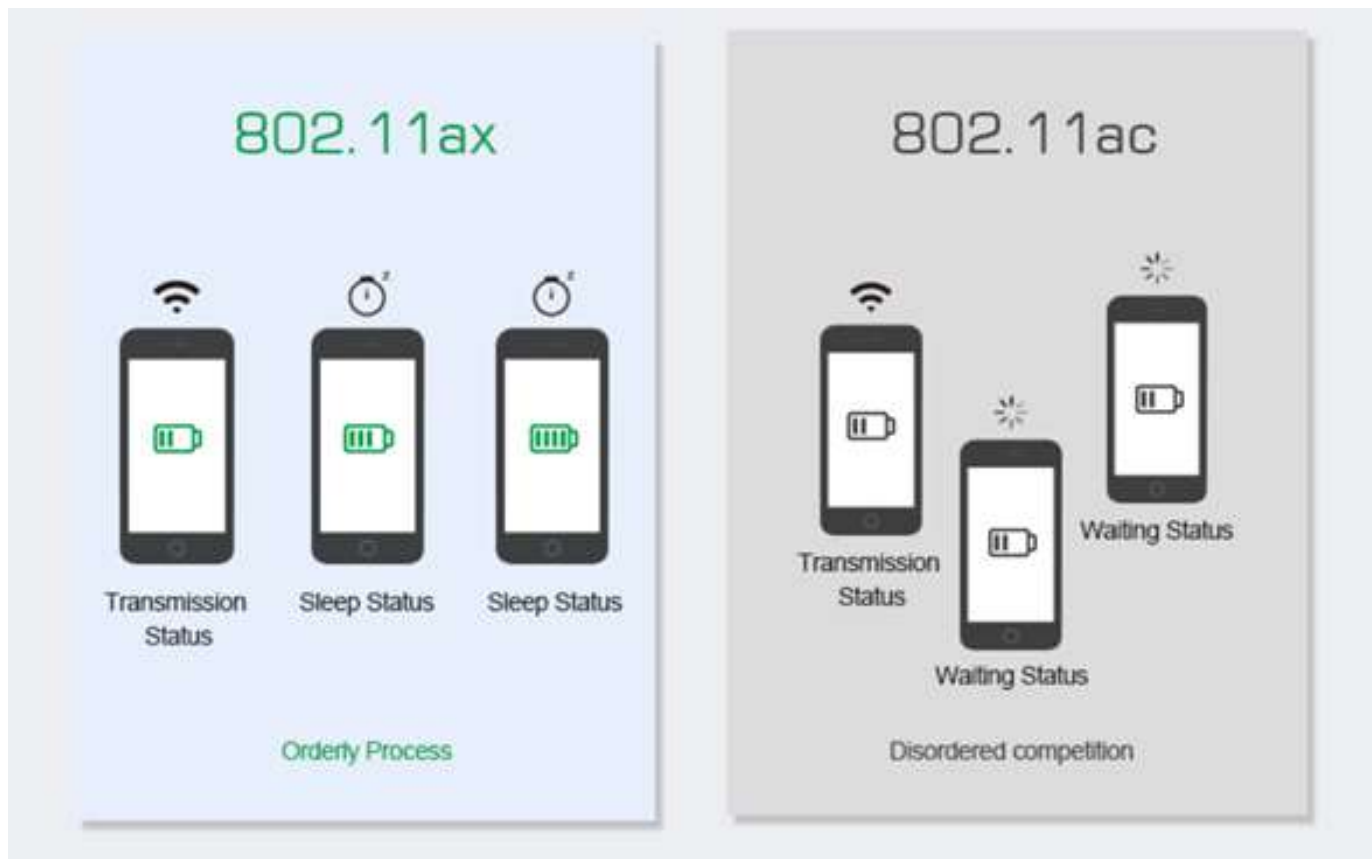 802.11ax
Transmission
Status
Sleep Status
Sleep Status
Orderly Process
802.11ac
Transmission
Status
Waiting Status
Waiting Status
Disordered competition